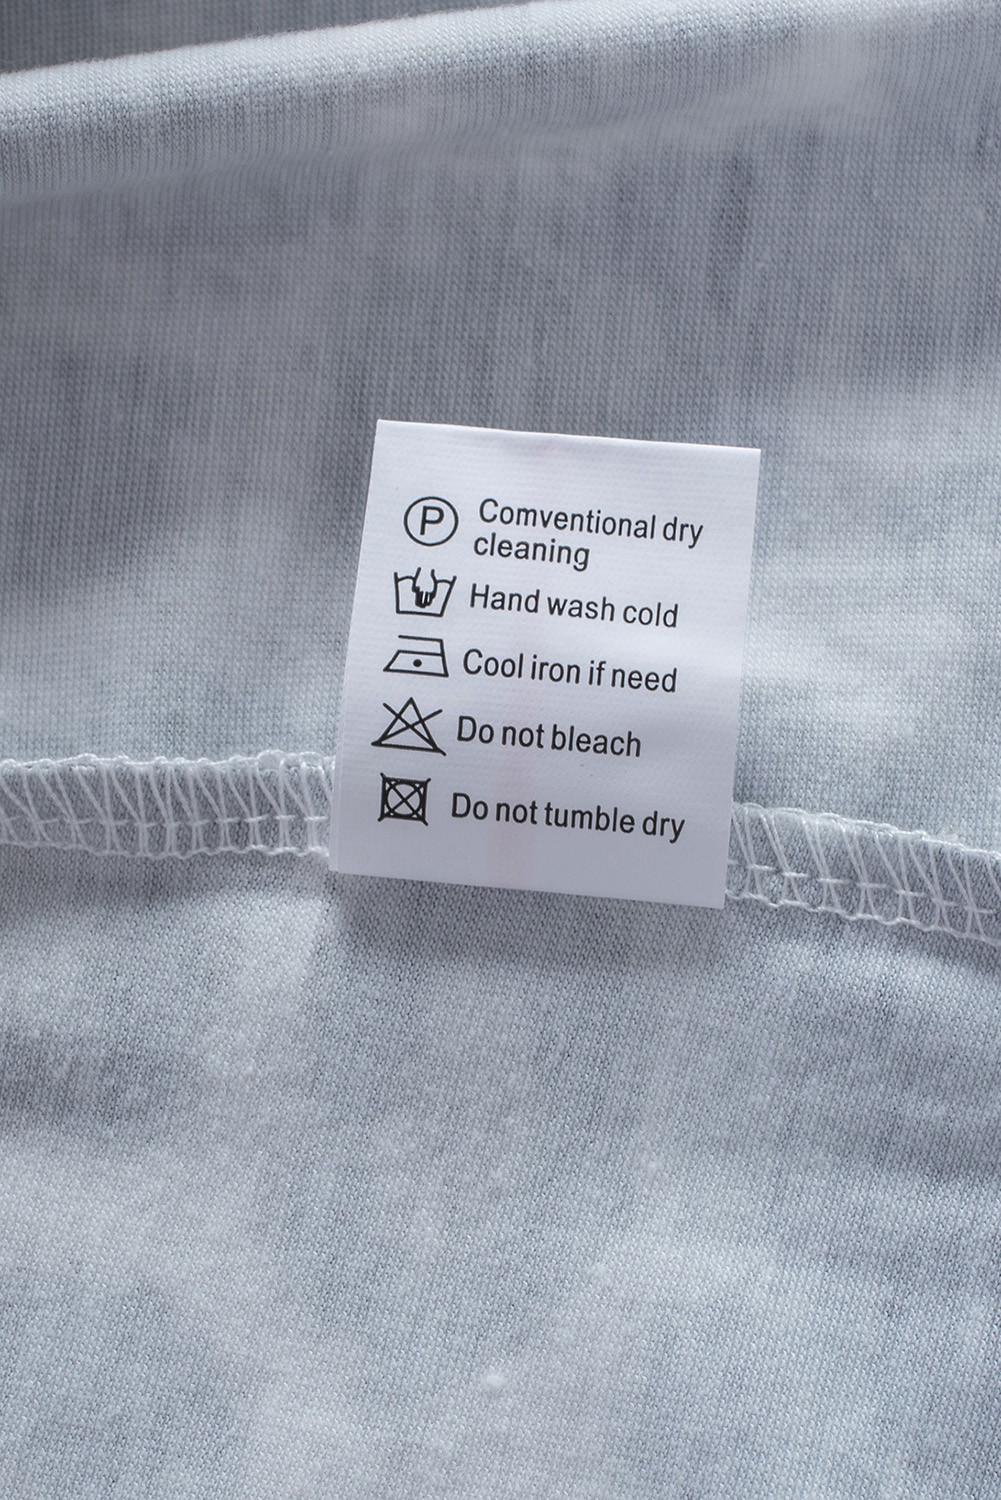 P Comventional dry
cleaning
Hand wash cold
Cool iron if need
Do not bleach
Do not tumble dry